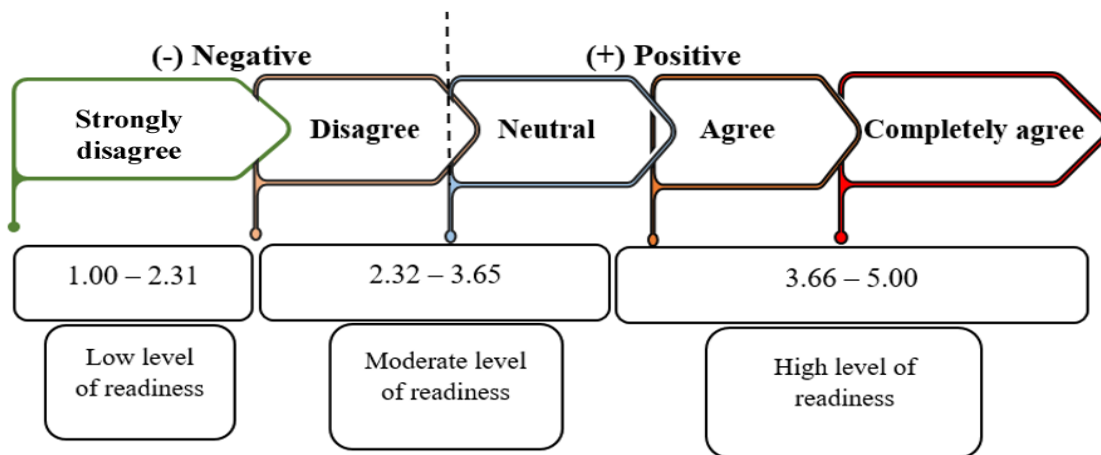 (-) Negative
(+) Positive
Strongly
disagree
Disagree
Neutral
Agree
Completely agree
1.00 – 2.31
2.32 – 3.65
3.66 – 5.00
Low level
of readiness
Moderate level
of readiness
High level of
readiness